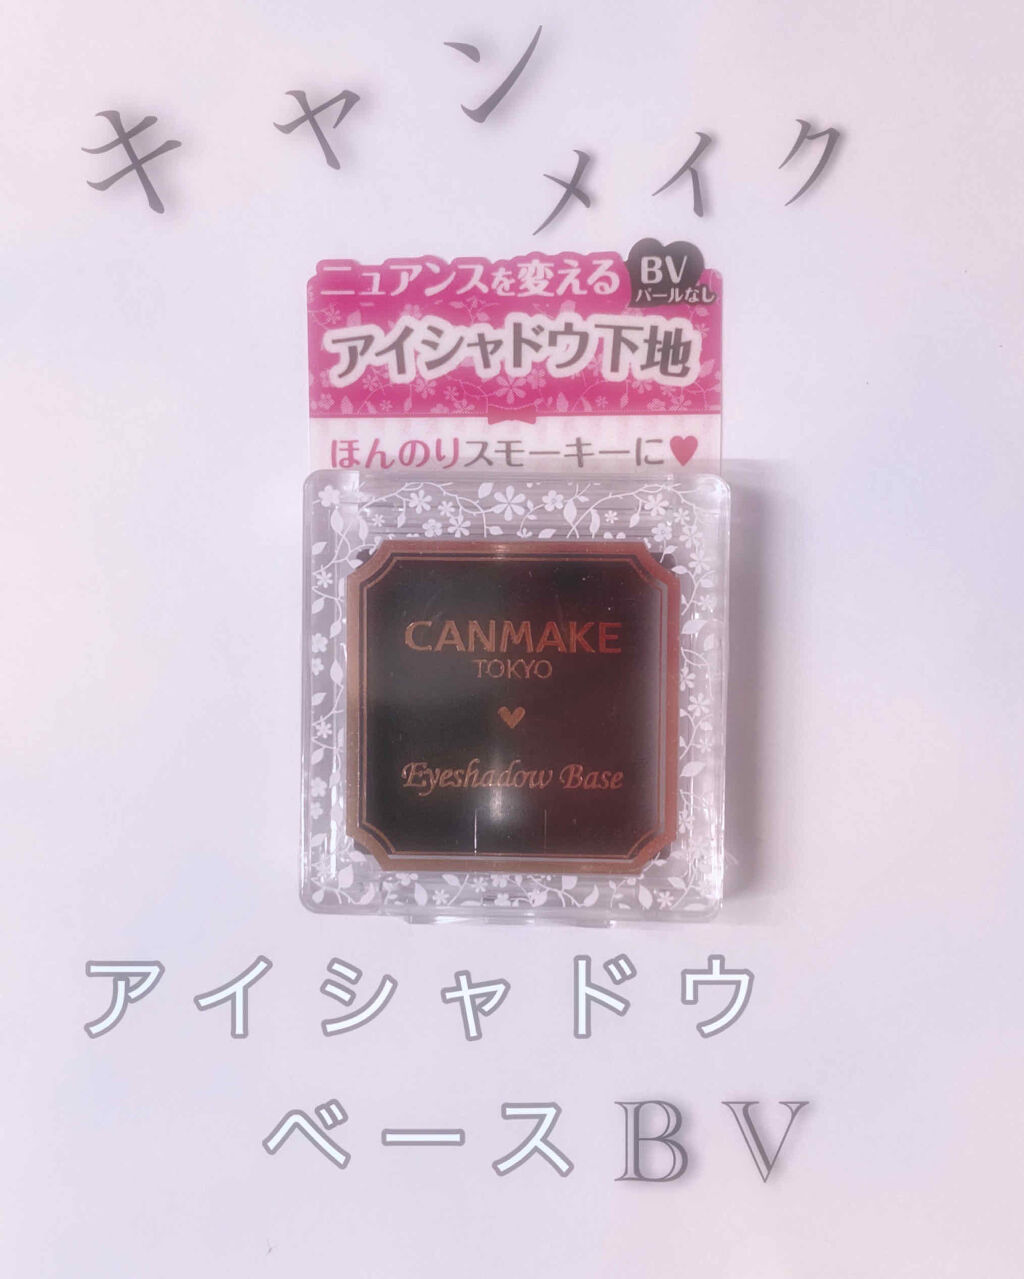 キャンメイク
ニュアンスを変える
BV
パールなし
アイシャドウ下地
ほんのりスモーキーに♥
CANMAKE
TOKYO
Eyeshadow Base
アイシャドウ
ベースBV